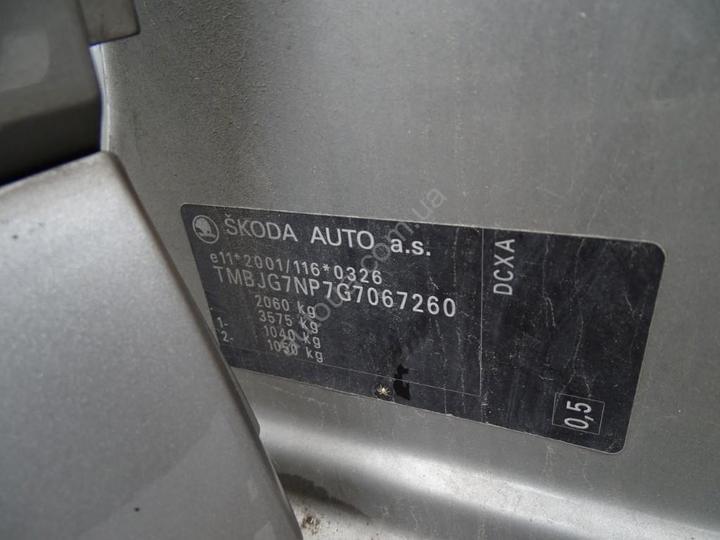 ŠKODA AUTO a.s.
e11*2001/116*0326
TMBJG7NP7G7067260
2060 kg
3575 kg
1- 1040 kg
2- 1050 kg
DCXA
0,5